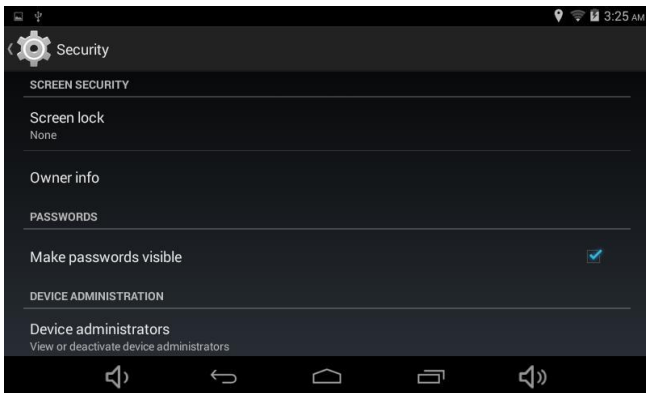 3:25 AM
Security
SCREEN SECURITY
Screen lock
None
Owner info
PASSWORDS
Make passwords visible
DEVICE ADMINISTRATION
Device administrators
View or deactivate device administrators